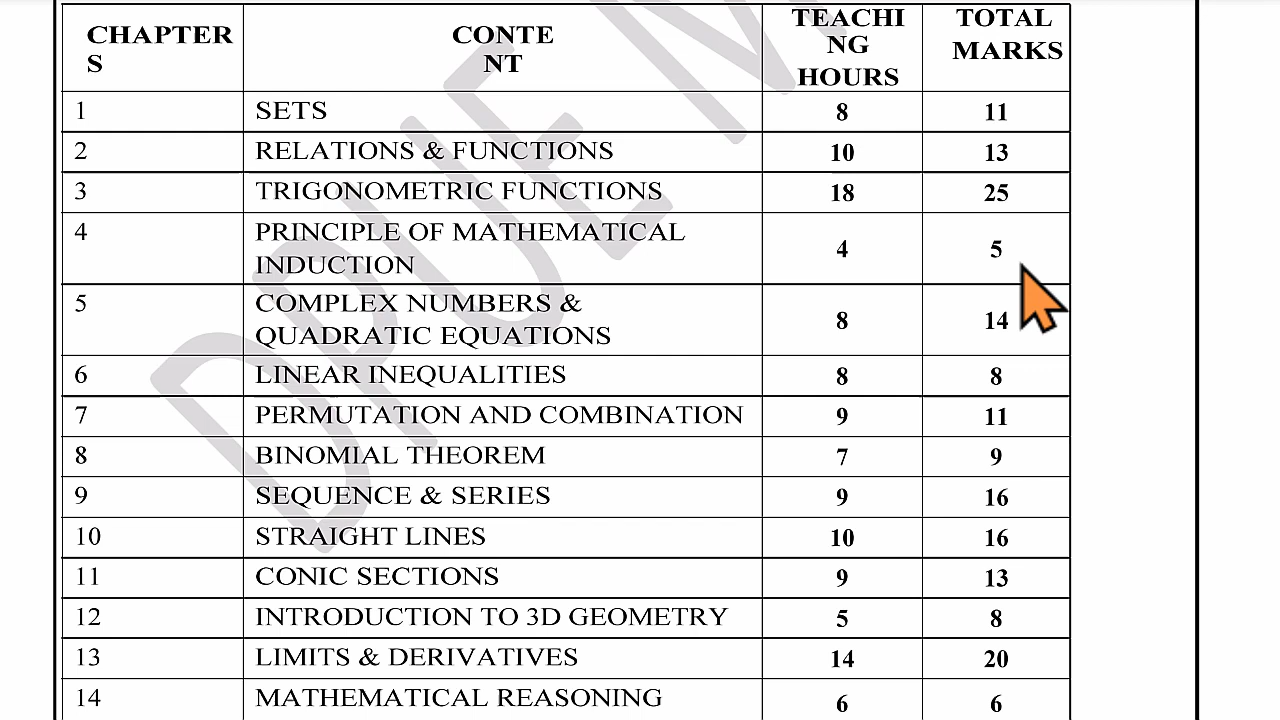 CHAPTER
S
CONTE
NT
TEACHI
NG
HOURS
TOTAL
MARKS
1 SETS 8 11
2 RELATIONS & FUNCTIONS 10 13
3 TRIGONOMETRIC FUNCTIONS 18 25
4 PRINCIPLE OF MATHEMATICAL
INDUCTION 4 5
5 COMPLEX NUMBERS &
QUADRATIC EQUATIONS 8 14
6 LINEAR INEQUALITIES 8 8
7 PERMUTATION AND COMBINATION 9 11
8 BINOMIAL THEOREM 7 9
9 SEQUENCE & SERIES 9 16
10 STRAIGHT LINES 10 16
11 CONIC SECTIONS 9 13
12 INTRODUCTION TO 3D GEOMETRY 5 8
13 LIMITS & DERIVATIVES 14 20
14 MATHEMATICAL REASONING 6 6
DPUE